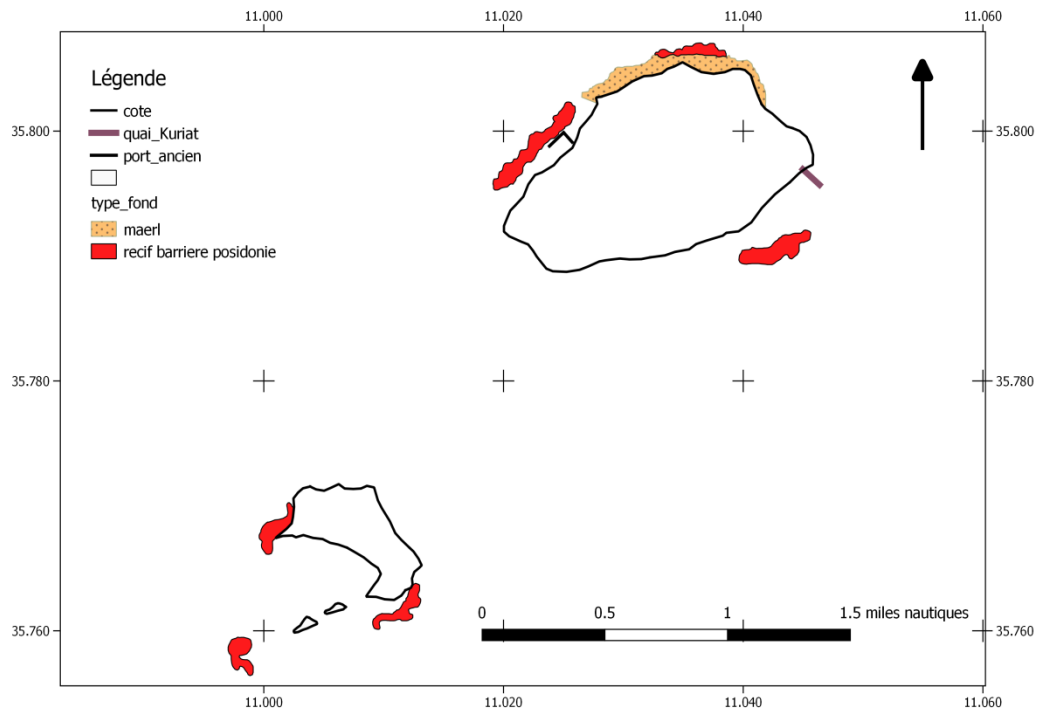 11.000 11.020 11.040 11.060
Légende
cote
quai_Kuriat
port_ancien
type_fond
maerl
recif barriere posidonie
35.800 35.800
35.780 35.780
0 0.5 1 1.5 miles nautiques
35.760 35.760
11.000 11.020 11.040 11.060